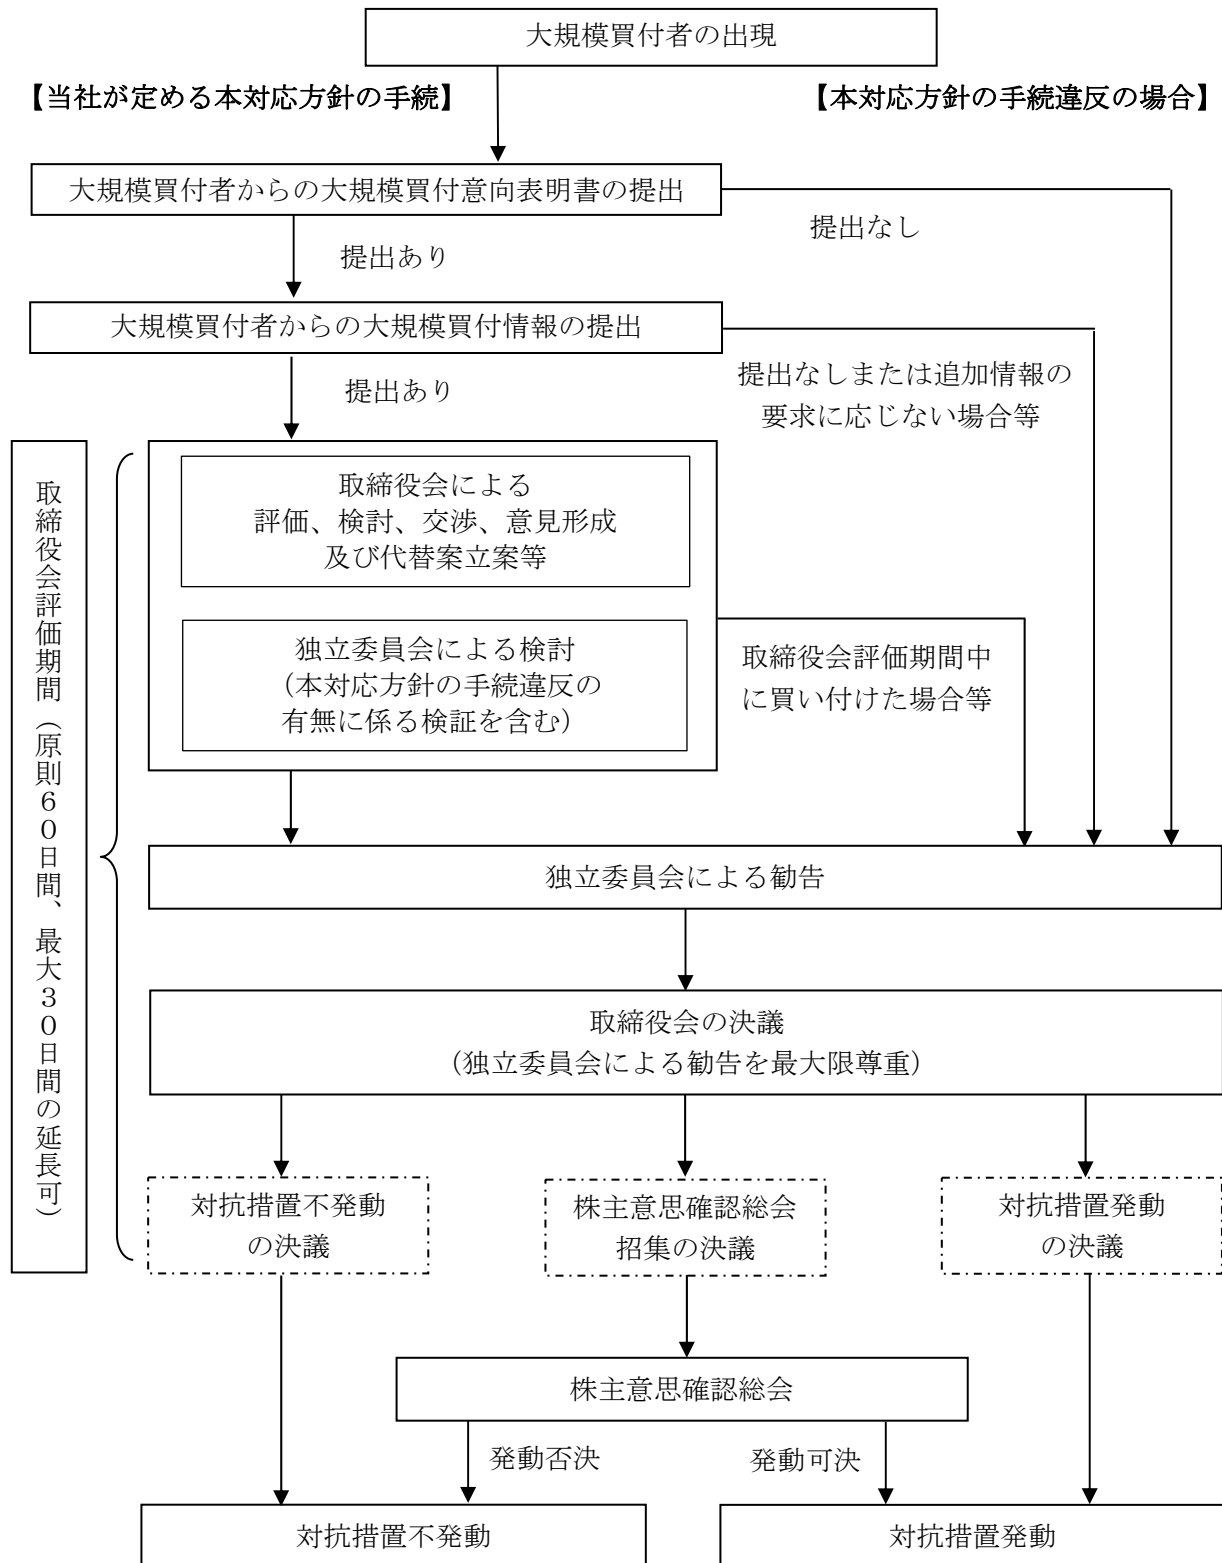 大規模買付者の出現
【当社が定める本対応方針の手続】
【本対応方針の手続違反の場合】
大規模買付者からの大規模買付意向表明書の提出
提出なし
提出あり
大規模買付者からの大規模買付情報の提出
提出なしまたは追加情報の
要求に応じない場合等
提出あり
取締役会評価期間（原則６０日間、最大３０日間の延長可）
取締役会による
評価、検討、交渉、意見形成
及び代替案立案等
独立委員会による検討
（本対応方針の手続違反の
有無に係る検証を含む）
取締役会評価期間中
に買い付けた場合等
独立委員会による勧告
取締役会の決議
（独立委員会による勧告を最大限尊重）
対抗措置不発動
の決議
株主意思確認総会
招集の決議
対抗措置発動
の決議
株主意思確認総会
発動否決
発動可決
対抗措置不発動
対抗措置発動